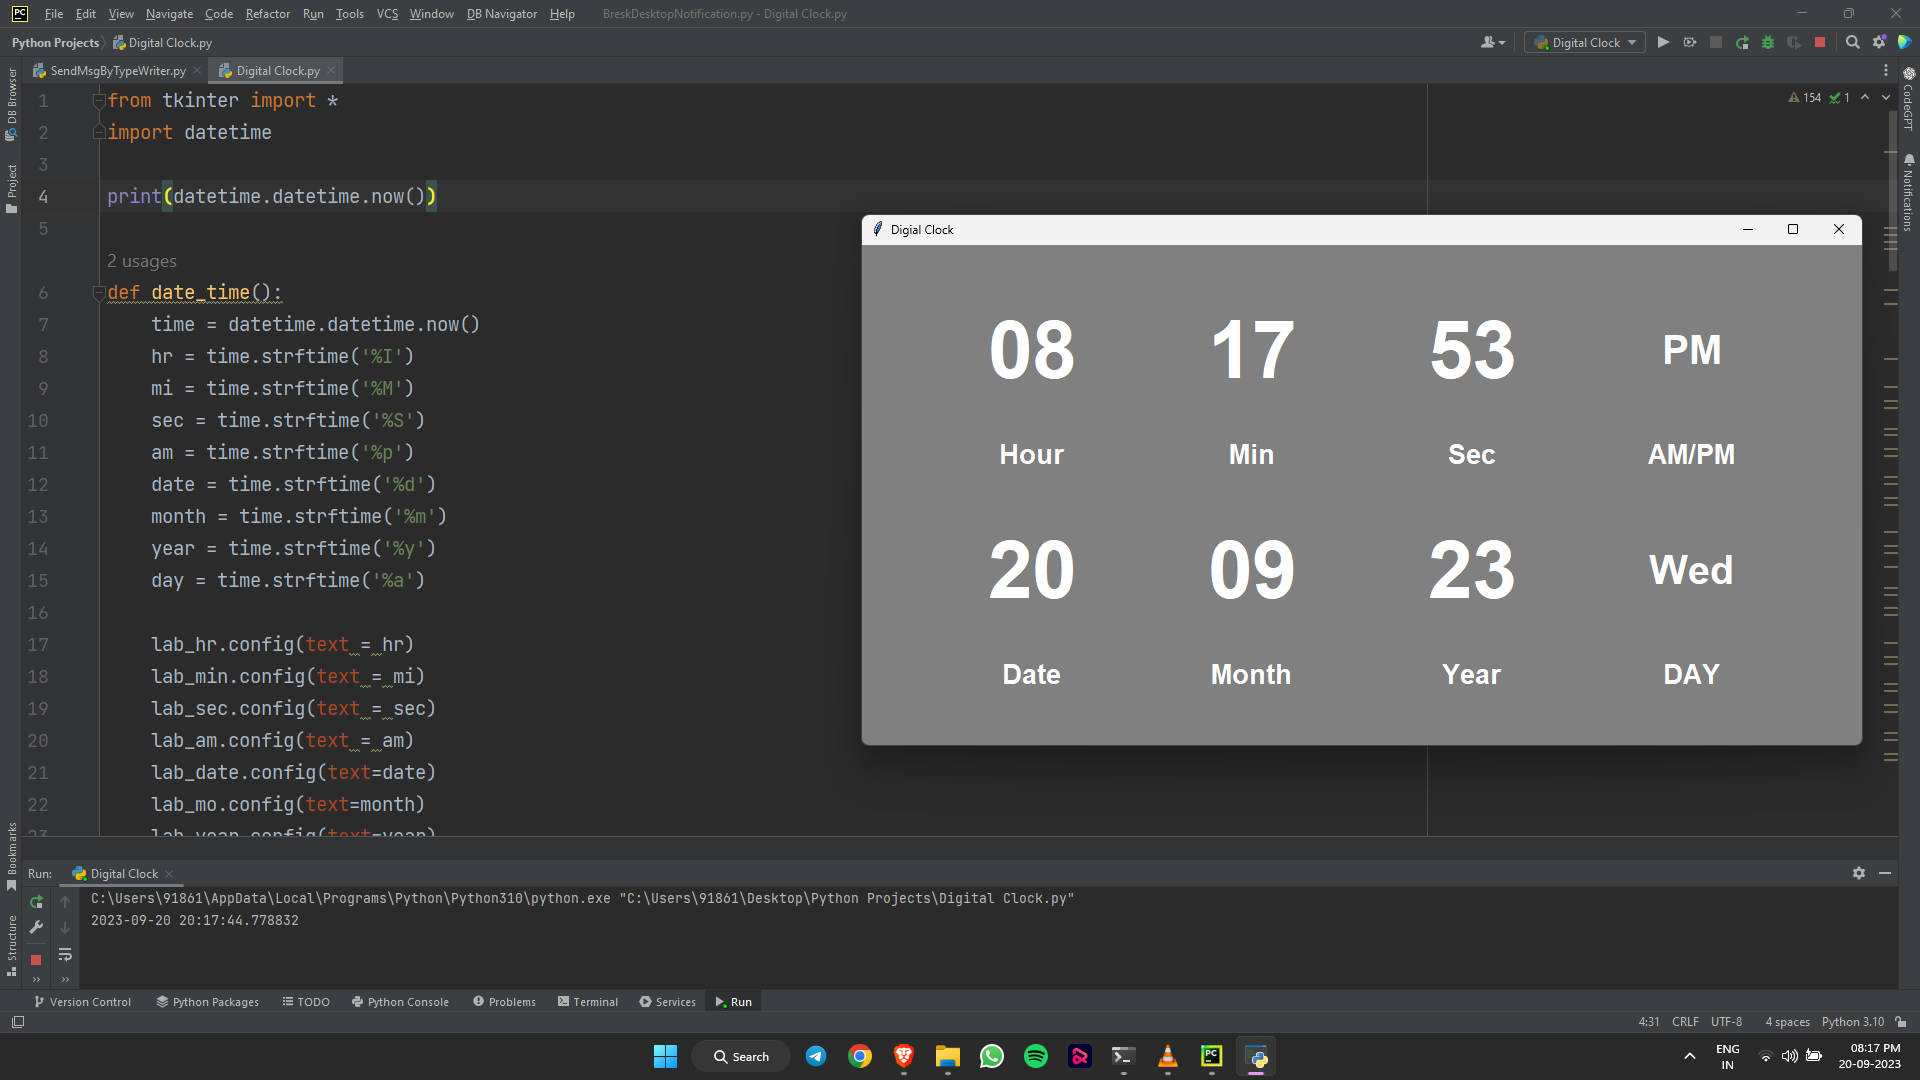 File Edit View Navigate Code Refactor Run Tools VCS Window DB Navigator Help BreskDesktopNotification.py - Digital Clock.py
Python Projects Digital Clock.py
Digital Clock
SendMsgByTypeWriter.py Digital Clock.py
DB Browser
Project
Bookmarks
Structure
CodeGPT
Notifications
154 1
1 from tkinter import *
2 import datetime
3
4 print(datetime.datetime.now())
5
2 usages
6 def date_time():
7 time = datetime.datetime.now()
8 hr = time.strftime('%I')
9 mi = time.strftime('%M')
10 sec = time.strftime('%S')
11 am = time.strftime('%p')
12 date = time.strftime('%d')
13 month = time.strftime('%m')
14 year = time.strftime('%y')
15 day = time.strftime('%a')
16
17 lab_hr.config(text = hr)
18 lab_min.config(text = mi)
19 lab_sec.config(text = sec)
20 lab_am.config(text = am)
21 lab_date.config(text=date)
22 lab_mo.config(text=month)
23 lab_year.config(text=year)
Digial Clock
08 17 53 PM
Hour Min Sec AM/PM
20 09 23 Wed
Date Month Year DAY
Run: Digital Clock
C:\Users\91861\AppData\Local\Programs\Python\Python310\python.exe "C:\Users\91861\Desktop\Python Projects\Digital Clock.py"
2023-09-20 20:17:44.778832
Version Control Python Packages TODO Python Console Problems Terminal Services Run
4:31 CRLF UTF-8 4 spaces Python 3.10
Search
ENG
IN
08:17 PM
20-09-2023